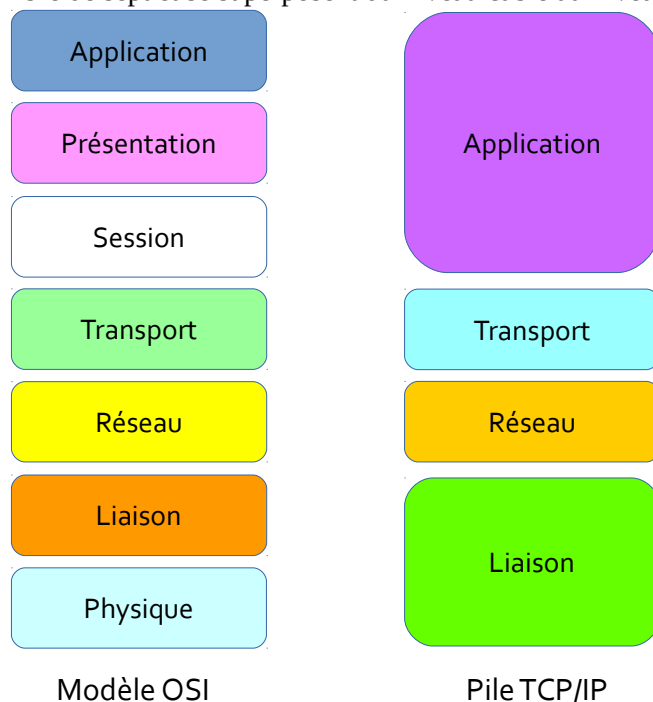 Application
Présentation
Application
Session
Transport
Transport
Réseau
Réseau
Liaison
Liaison
Physique
Modèle OSI
Pile TCP/IP